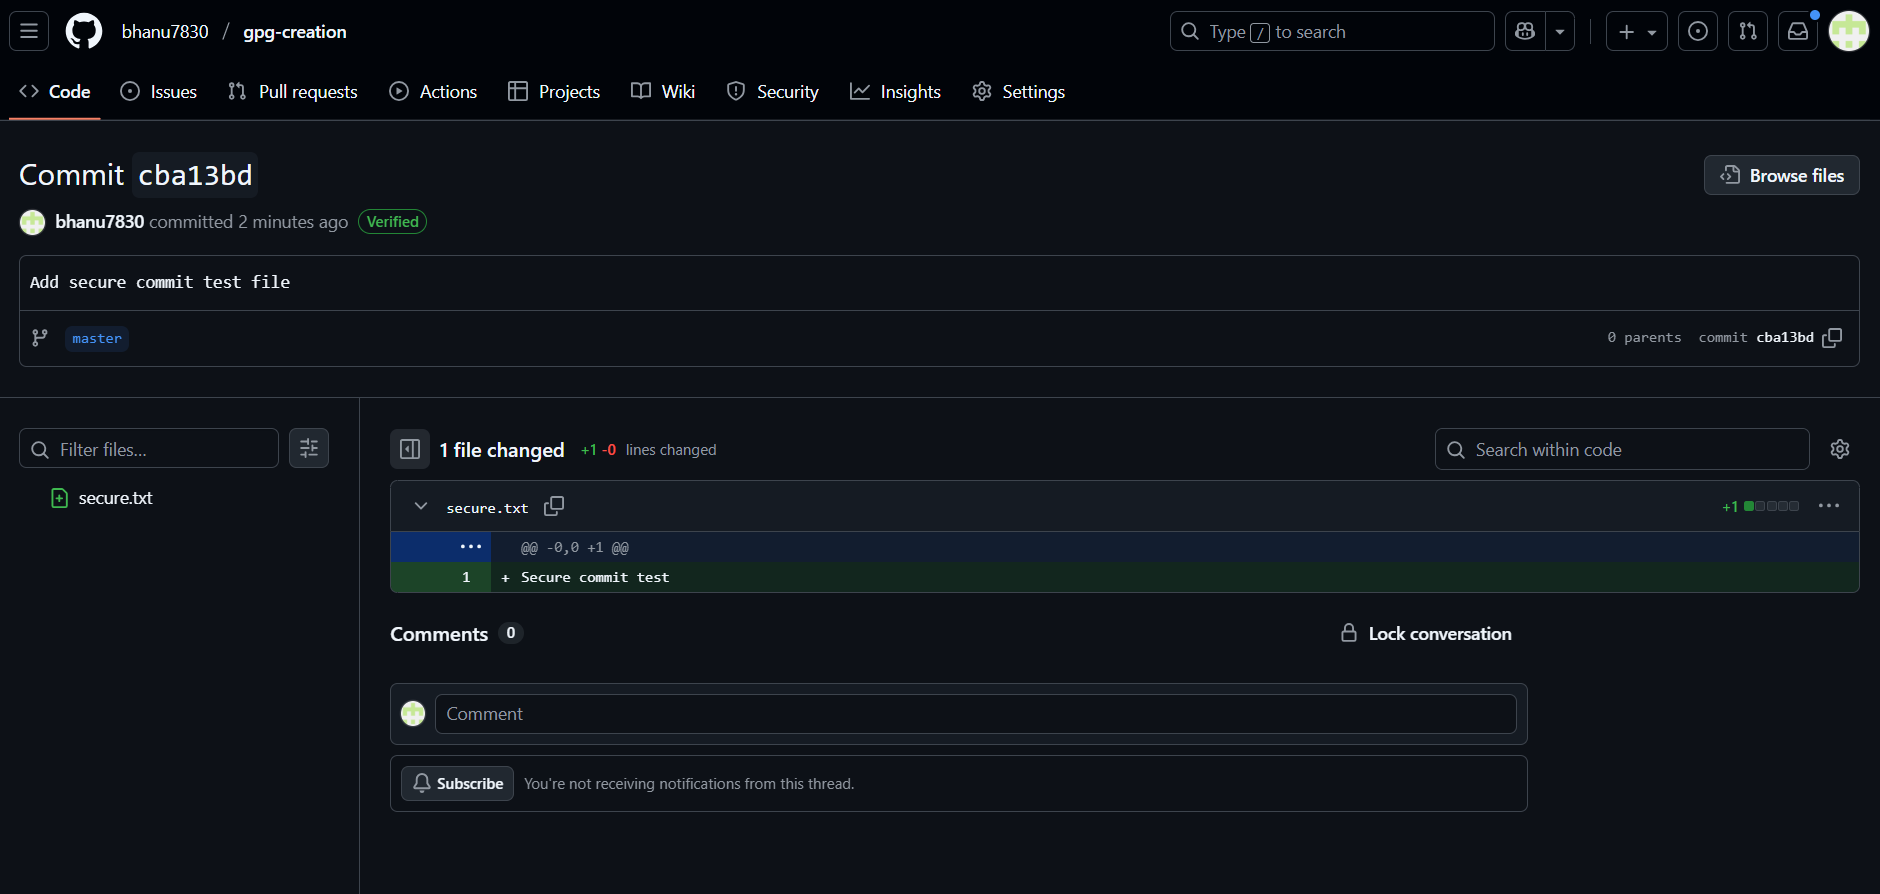 bhanu7830 / gpg-creation
Type / to search
Code Issues Pull requests Actions Projects Wiki Security Insights Settings
Commit cba13bd
Browse files
bhanu7830 committed 2 minutes ago Verified
Add secure commit test file
master 0 parents commit cba13bd
Filter files...
1 file changed +1 -0 lines changed
Search within code
secure.txt
secure.txt +1
@@ -0,0 +1 @@
1 + Secure commit test
Comments 0
Lock conversation
Comment
Subscribe You're not receiving notifications from this thread.